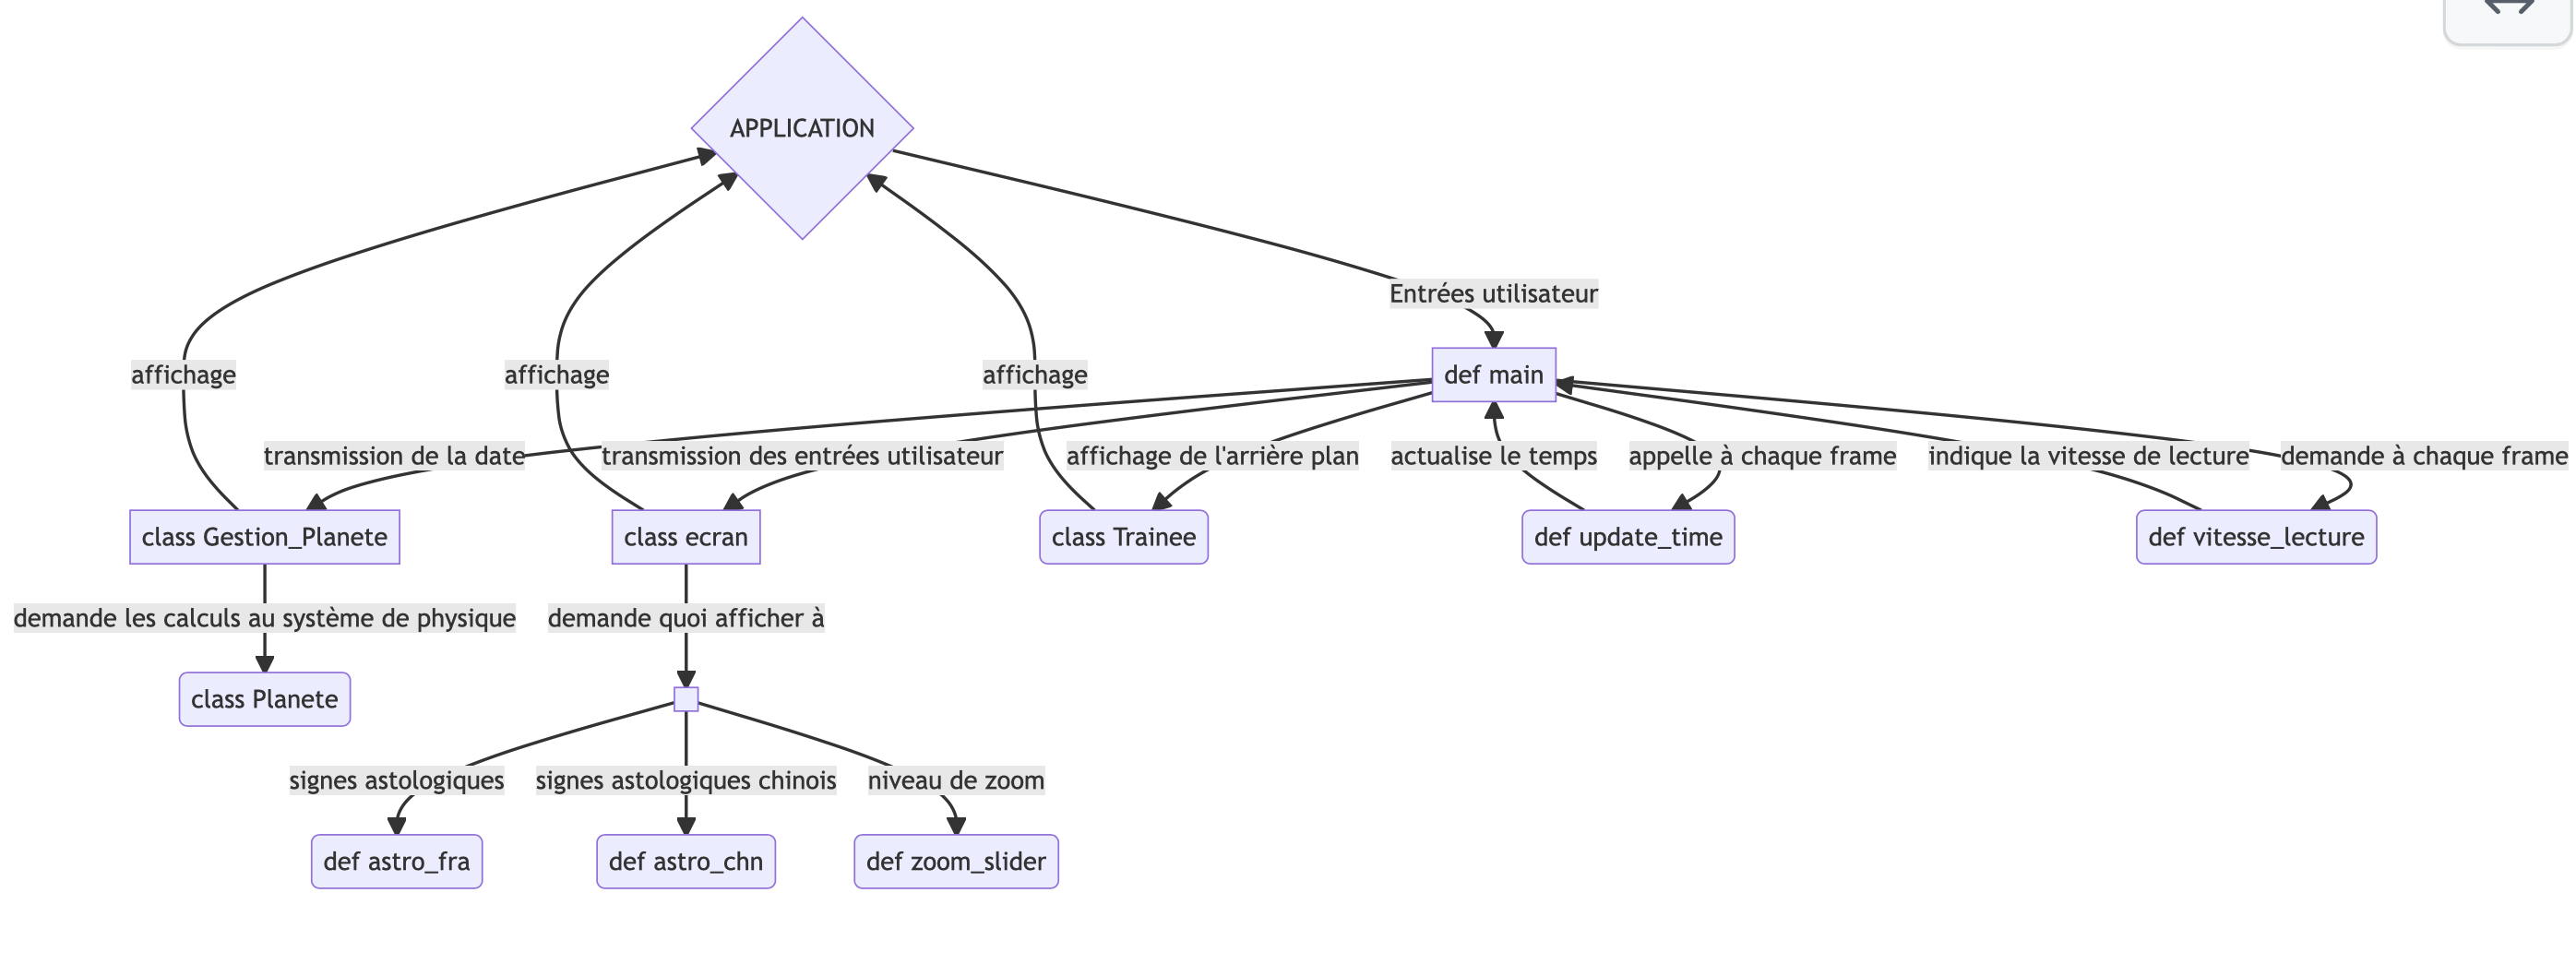 APPLICATION
Entrées utilisateur
affichage
affichage
affichage
def main
transmission de la date
transmission des entrées utilisateur
affichage de l'arrière plan
actualise le temps
appelle à chaque frame
indique la vitesse de lecture
demande à chaque frame
class Gestion_Planete
class ecran
class Trainee
def update_time
def vitesse_lecture
demande les calculs au système de physique
demande quoi afficher à
class Planete
signes astologiques
signes astologiques chinois
niveau de zoom
def astro_fra
def astro_chn
def zoom_slider